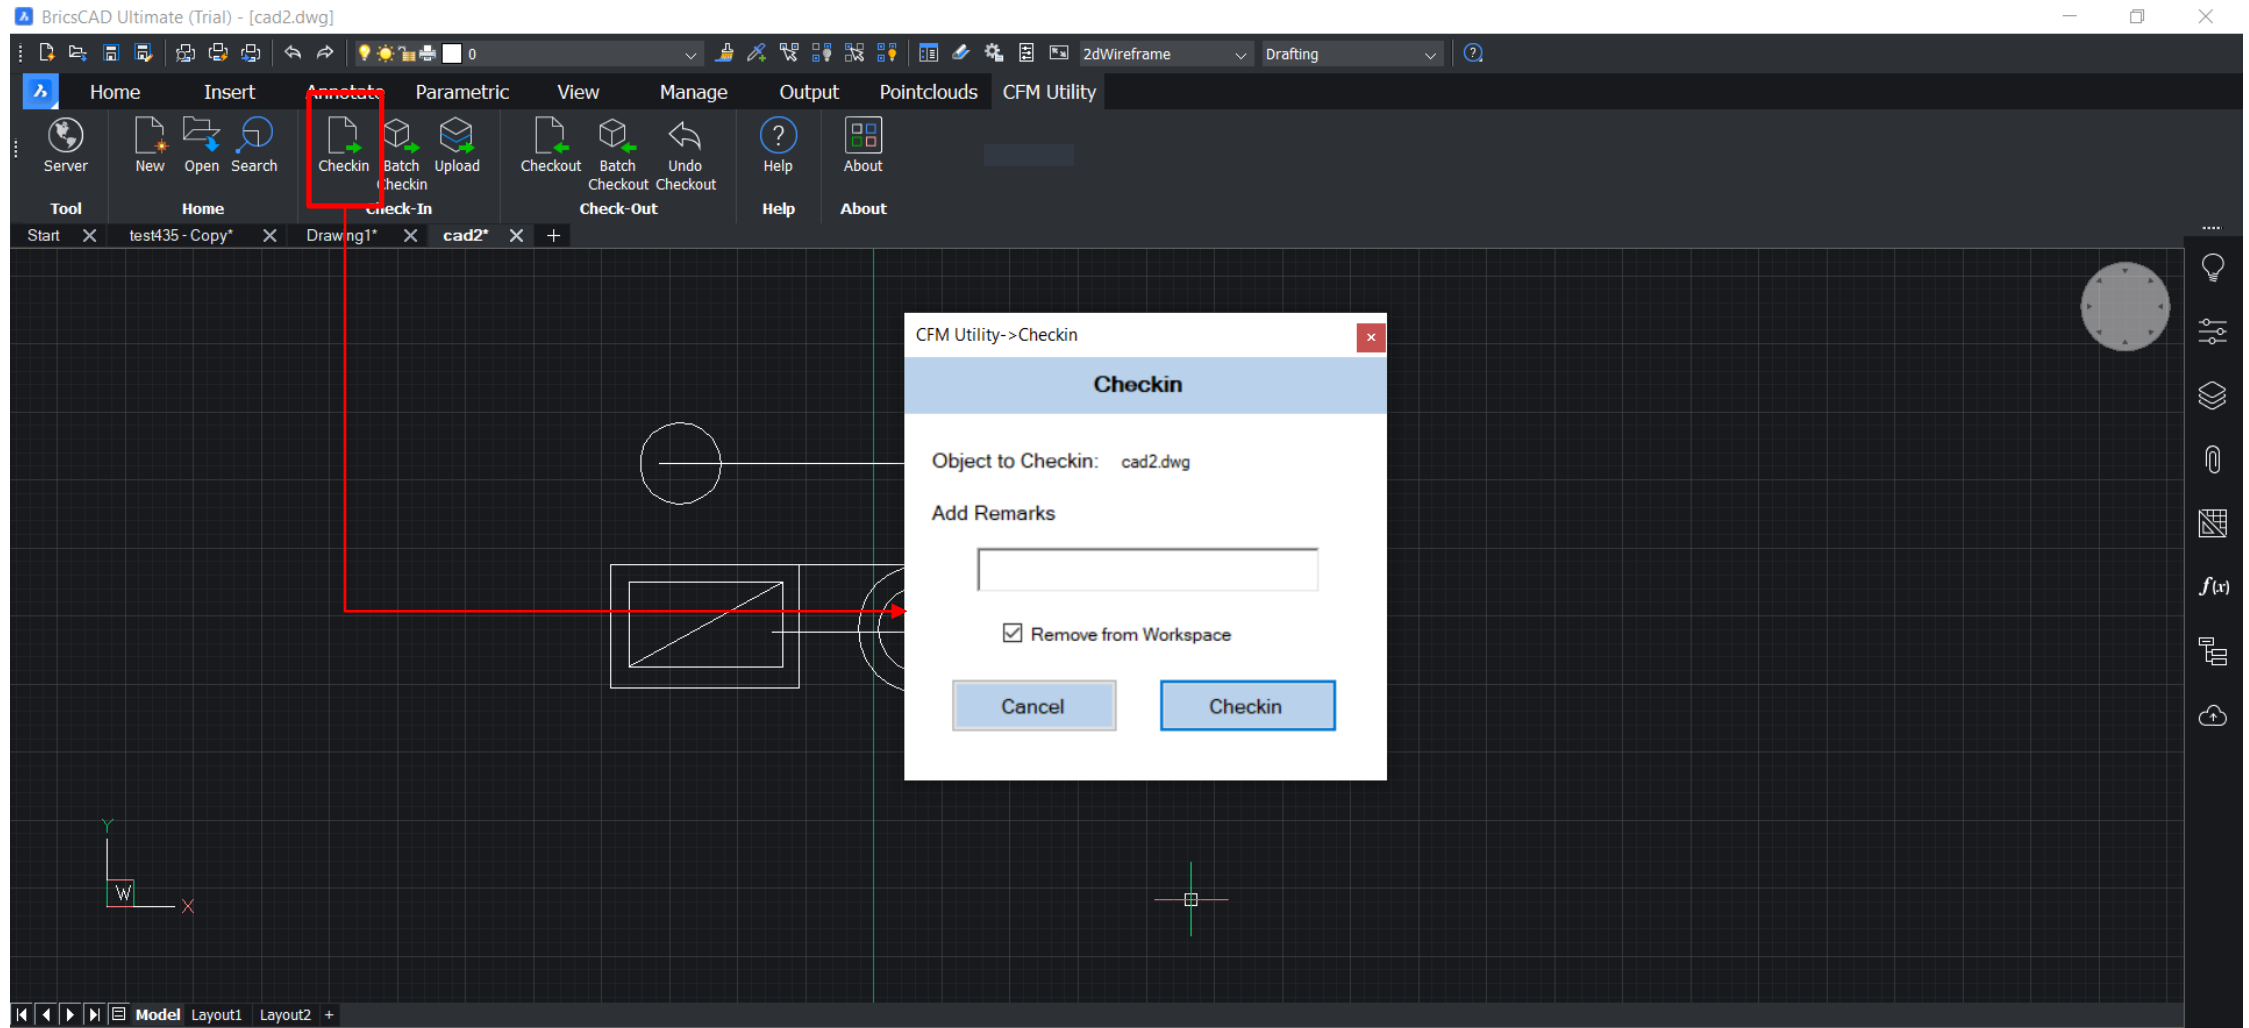 BricsCAD Ultimate (Trial) - [cad2.dwg]
0 2dWireframe Drafting
Home Insert Annotate Parametric View Manage Output Pointclouds CFM Utility
Server New Open Search Checkin Batch Checkin Upload Checkout Batch Checkout Undo Checkout Help About
Tool Home Check-In Check-Out Help About
Start test435 - Copy* Drawing1* cad2* +
CFM Utility->Checkin
Checkin
Object to Checkin: cad2.dwg
Add Remarks
f(x)
Remove from Workspace
Cancel Checkin
Y
W
X
Model Layout1 Layout2 +